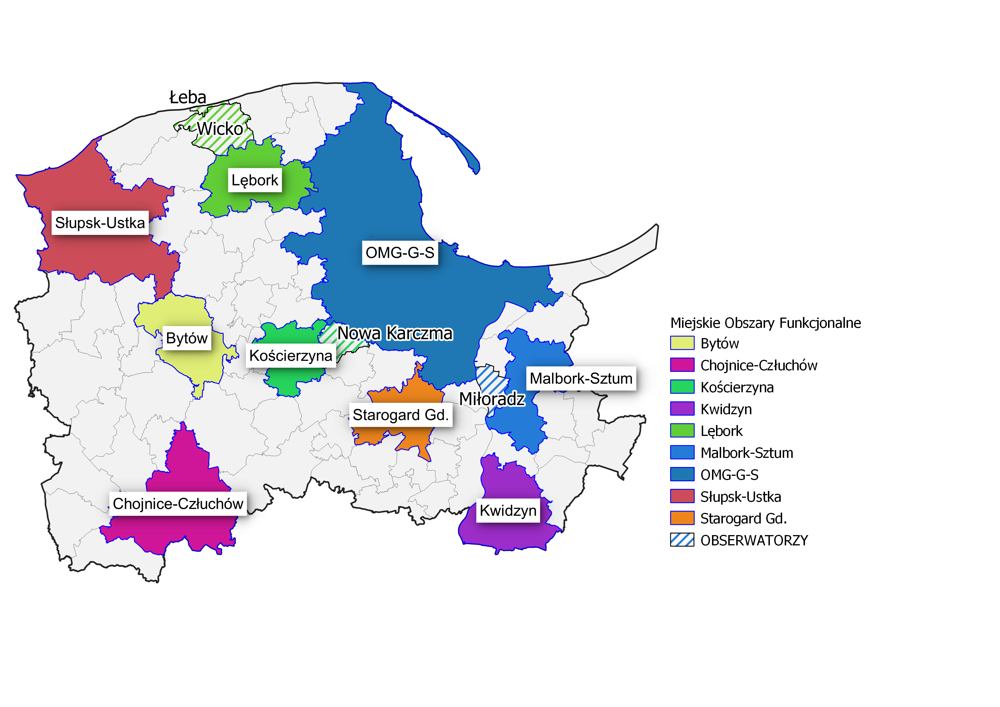 Łeba
Wicko
Lębork
Słupsk-Ustka
OMG-G-S
Bytów
Nowa Karczma
Kościerzyna
Malbork-Sztum
Miłoradz
Starogard Gd.
Chojnice-Człuchów
Kwidzyn
Miejskie Obszary Funkcjonalne
Bytów
Chojnice-Człuchów
Kościerzyna
Kwidzyn
Lębork
Malbork-Sztum
OMG-G-S
Słupsk-Ustka
Starogard Gd.
OBSERWATORZY